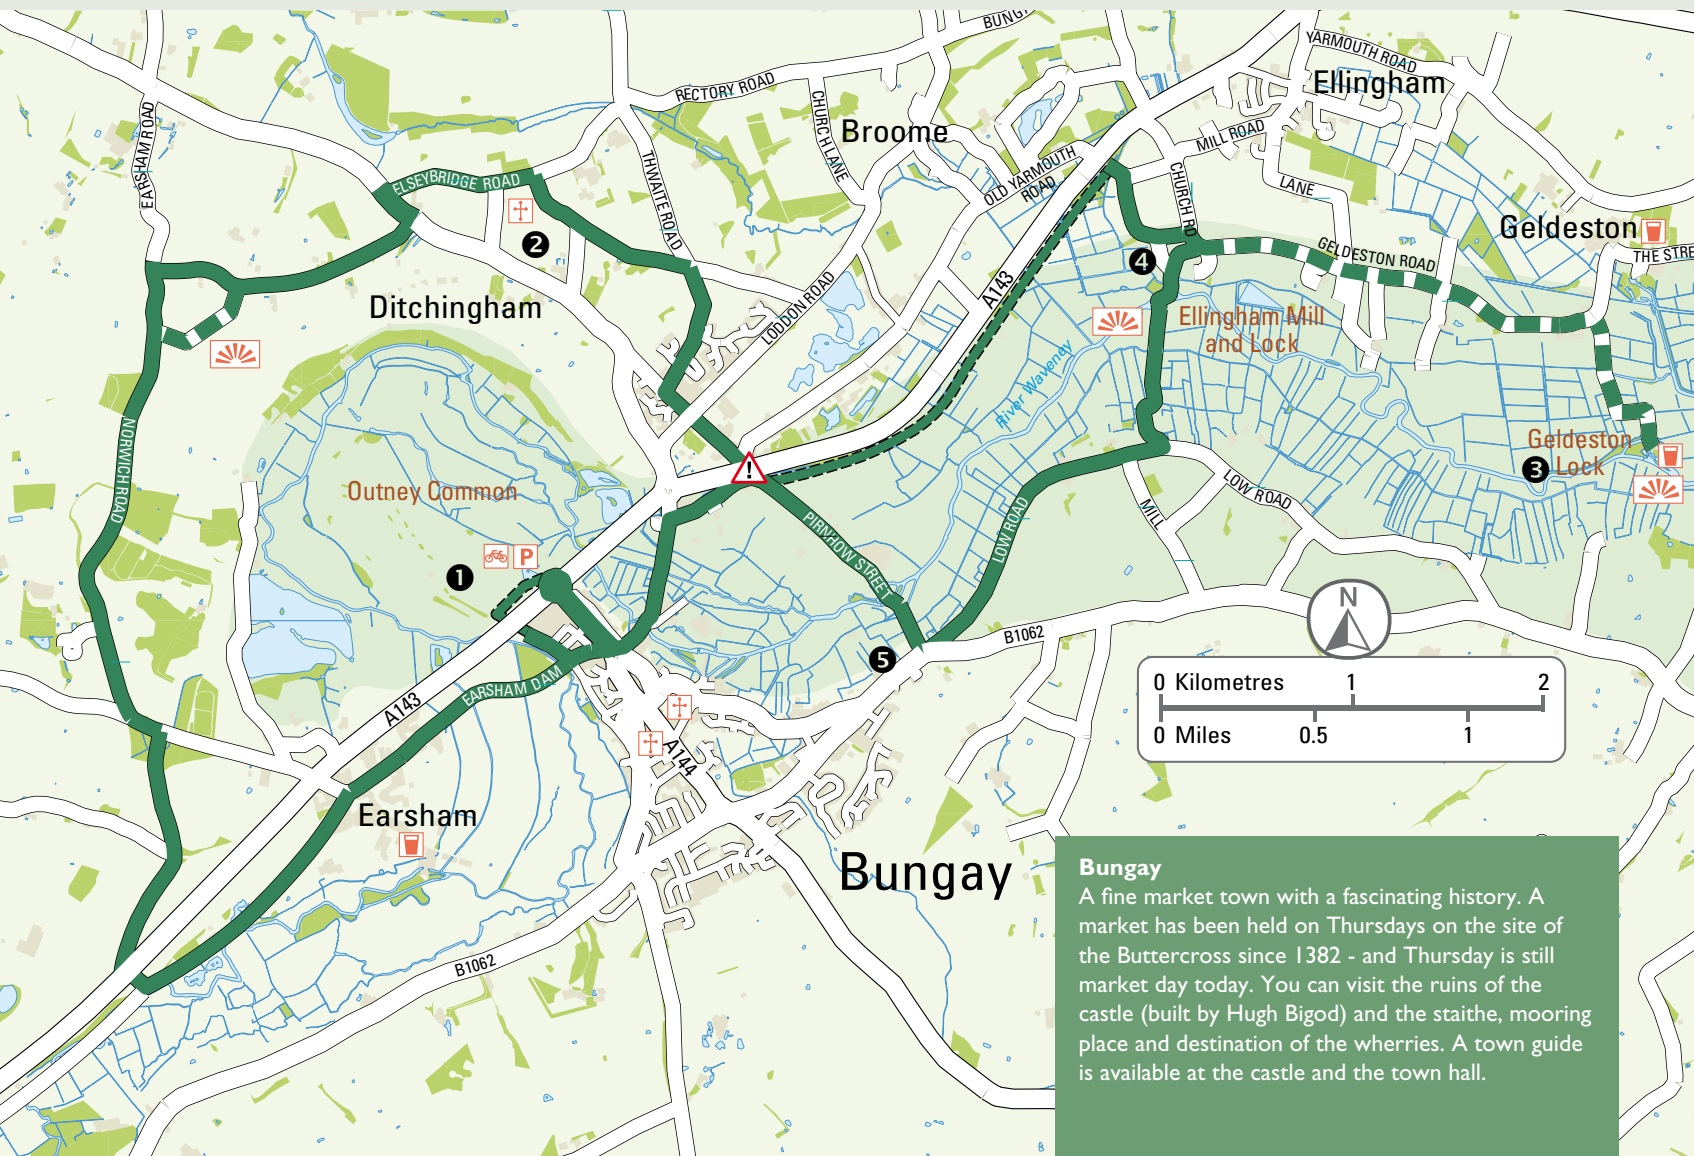 BUNG
YARMOUTH ROAD
Ellingham
RECTORY ROAD
EARSHAM ROAD
CHURCH LANE
Broome
MILL ROAD
THWAITE ROAD
OLD YARMOUTH
ROAD
CHURCH RD
LANE
ELSEYBRIDGE ROAD
2
Geldeston
THE STRE
GELDESTON ROAD
4
A143
Ditchingham
LODDON ROAD
Ellingham Mill
and Lock
River Waveney
NORWICH ROAD
Geldeston
Lock
3
Outney Common
!
LOW ROAD
MILL
LOW ROAD
PIRNHOW STREET
P
1
N
B1062
5
EARSHAM DAM
A143
0 Kilometres 1 2
0 Miles 0.5 1
A144
Earsham
Bungay
B1062
Bungay
A fine market town with a fascinating history. A
market has been held on Thursdays on the site of
the Buttercross since 1382 - and Thursday is still
market day today. You can visit the ruins of the
castle (built by Hugh Bigod) and the staithe, mooring
place and destination of the wherries. A town guide
is available at the castle and the town hall.